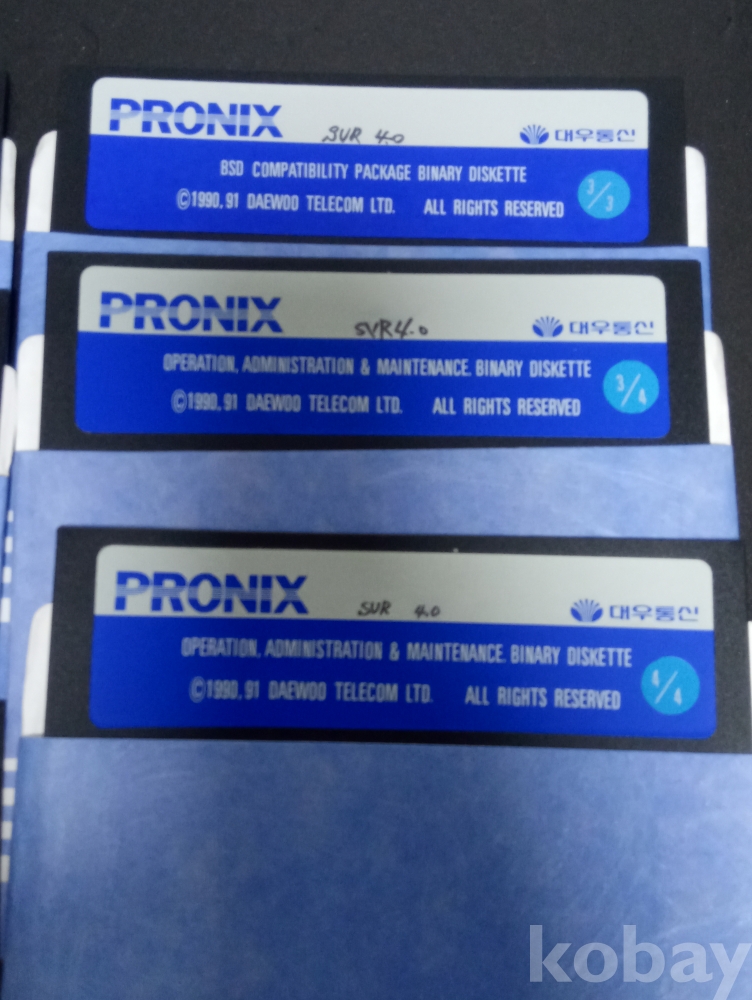 PRONIX SVR 4.0 대우통신
BSD COMPATIBILITY PACKAGE BINARY DISKETTE
3/3
©1990, 91 DAEWOO TELECOM LTD. ALL RIGHTS RESERVED
PRONIX SVR4.0 대우통신
OPERATION, ADMINISTRATION & MAINTENANCE. BINARY DISKETTE
3/4
©1990, 91 DAEWOO TELECOM LTD. ALL RIGHTS RESERVED
PRONIX SVR 4.0 대우통신
OPERATION, ADMINISTRATION & MAINTENANCE. BINARY DISKETTE
4/4
©1990, 91 DAEWOO TELECOM LTD. ALL RIGHTS RESERVED
kobay